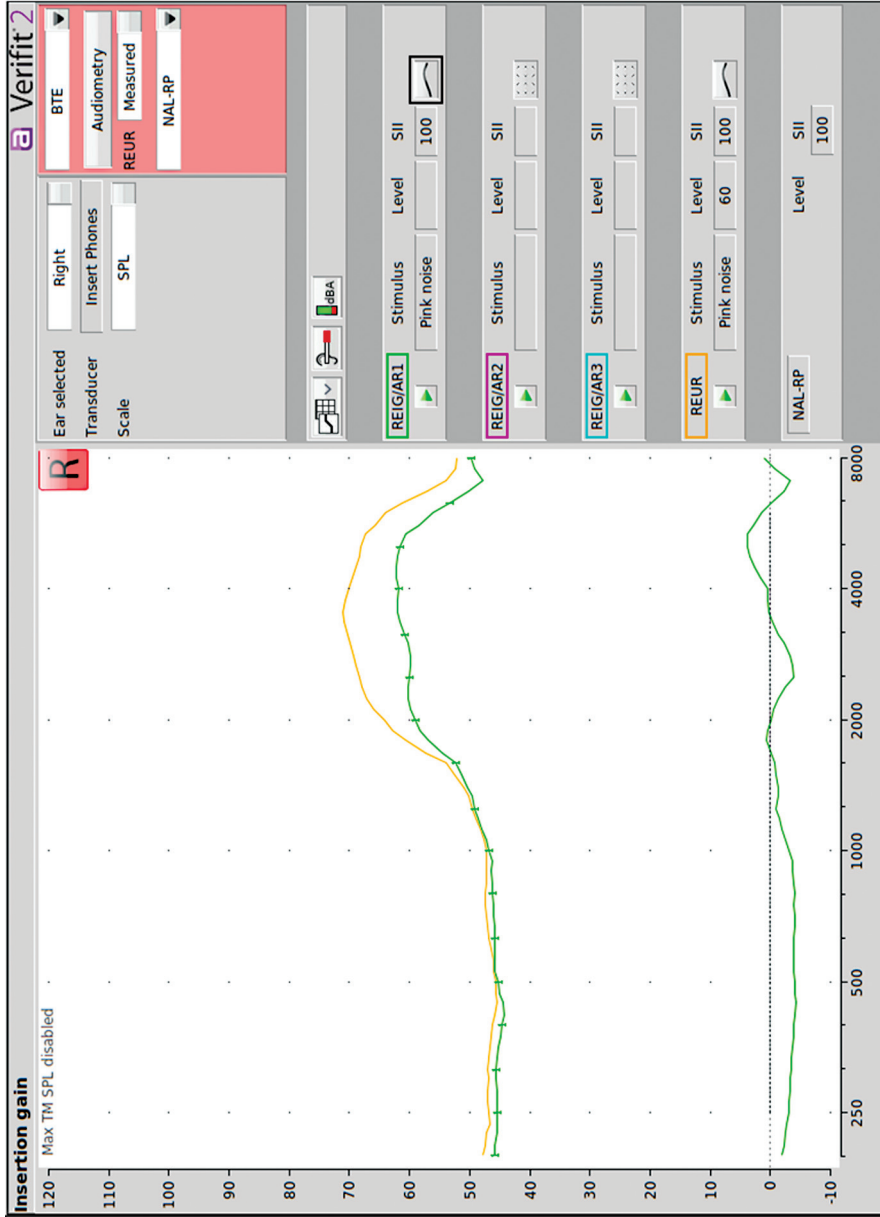 Insertion gain
a Verifit 2
Max TM SPL disabled
R
120
110
100
90
80
70
60
50
40
30
20
10
0
-10
250
500
1000
2000
4000
8000
Ear selected Right
Transducer Insert Phones
Scale SPL
BTE
Audiometry
REUR Measured
NAL-RP
dBA
REIG/AR1 Stimulus Level SII
Pink noise 100
REIG/AR2 Stimulus Level SII
REIG/AR3 Stimulus Level SII
REUR Stimulus Level SII
Pink noise 60 100
NAL-RP Level SII
100